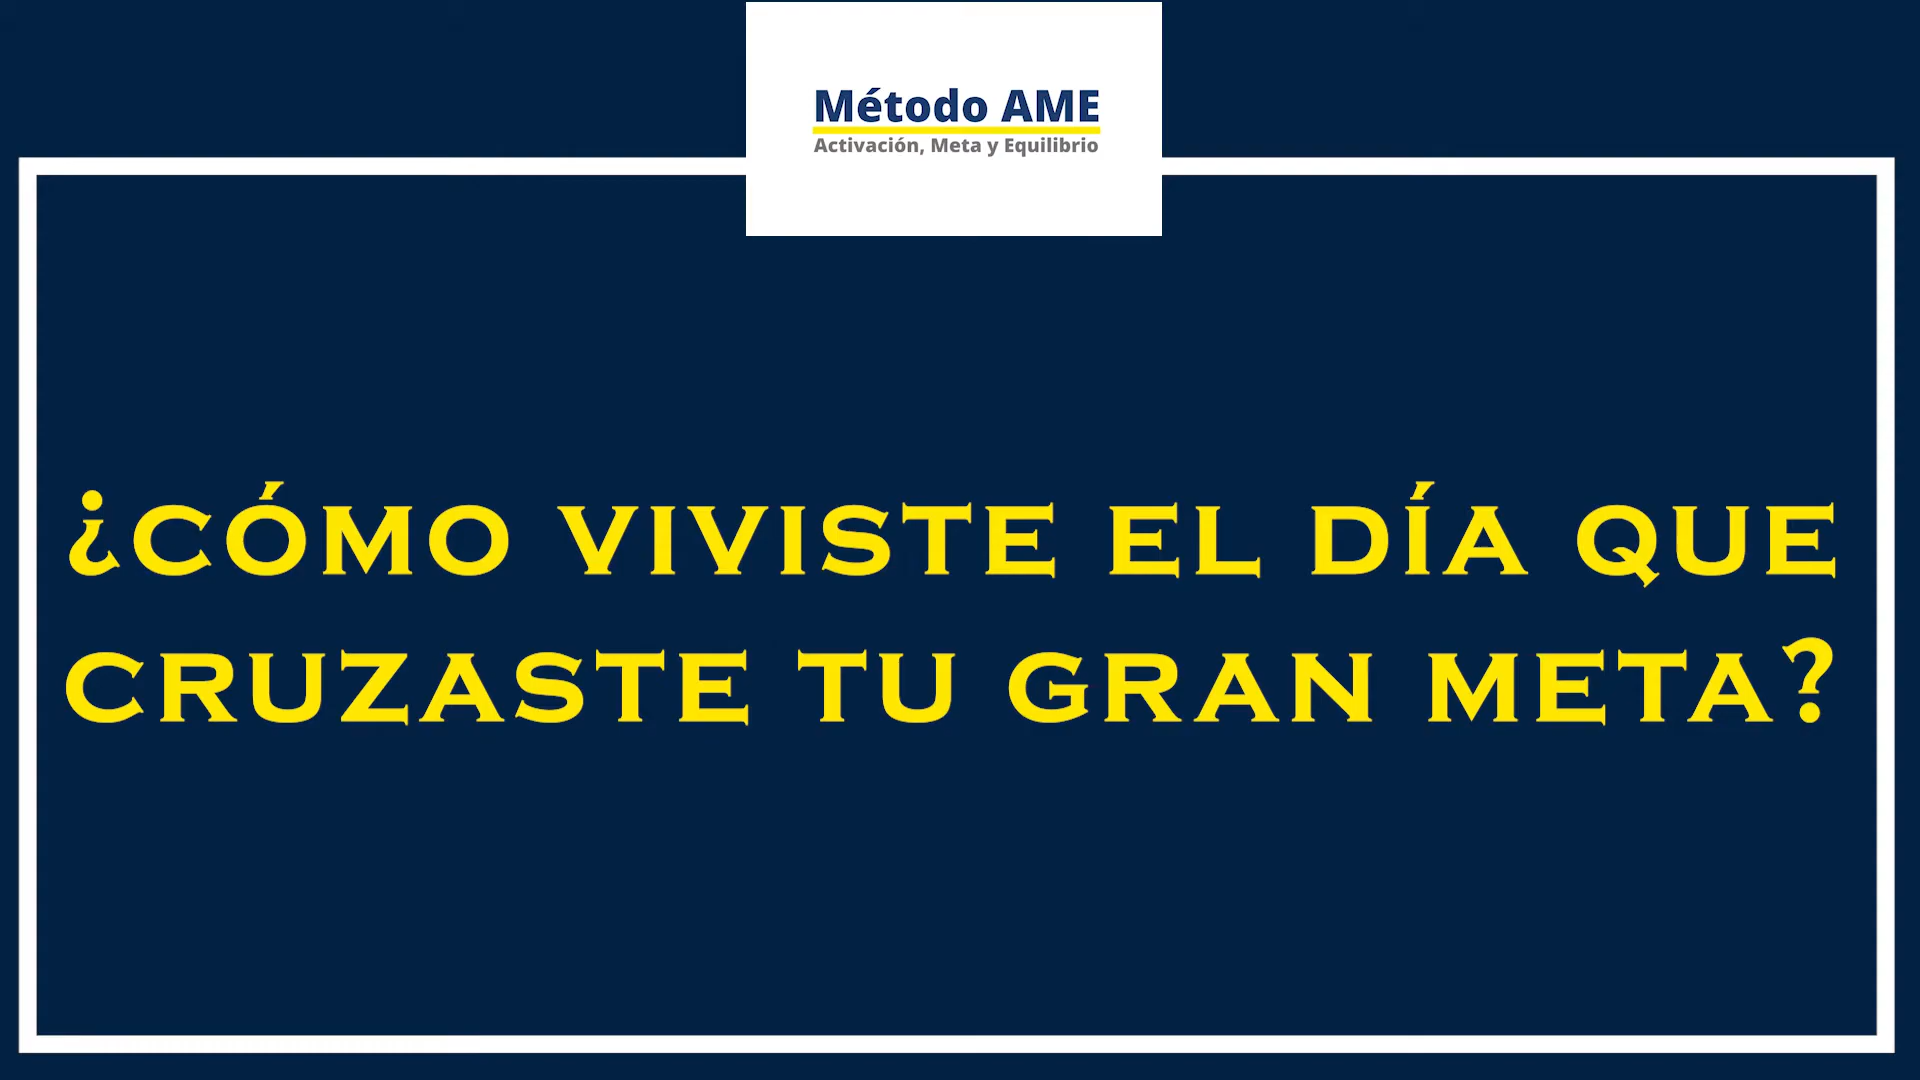 Método AME
Activación, Meta y Equilibrio
¿CÓMO VIVISTE EL DÍA QUE
CRUZASTE TU GRAN META?